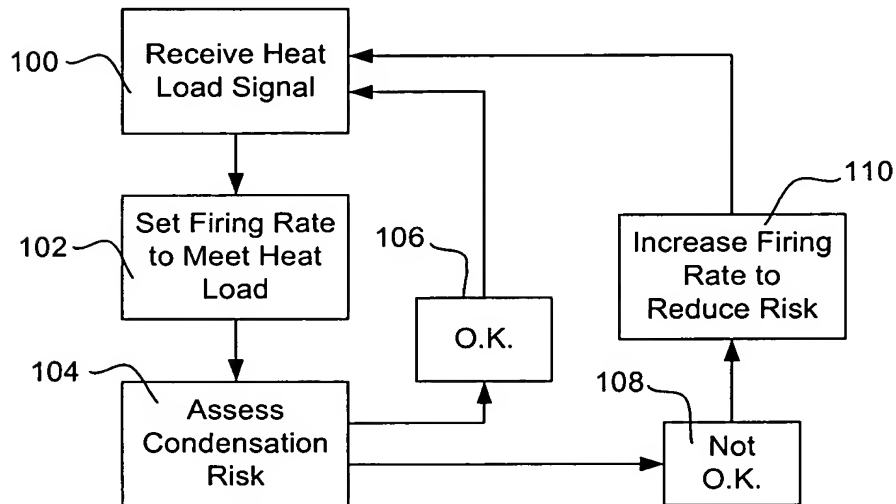 100
Receive Heat
Load Signal
102
Set Firing Rate
to Meet Heat
Load
104
Assess
Condensation
Risk
106
O.K.
108
Not
O.K.
110
Increase Firing
Rate to
Reduce Risk